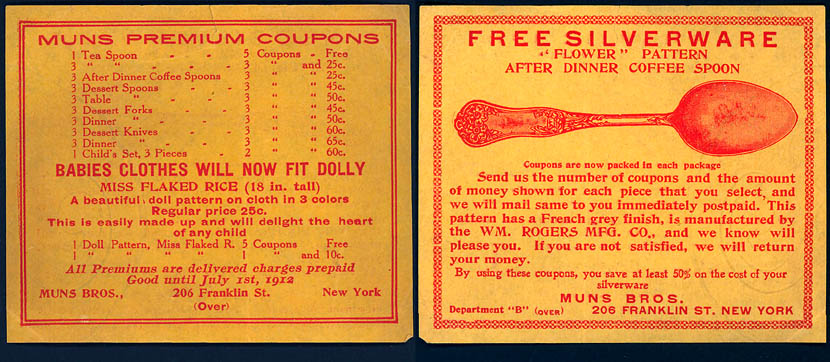 MUNS PREMIUM COUPONS
1 Tea Spoon - - - 5 Coupons - Free
3 " " - - - 3 " and 25c.
3 After Dinner Coffee Spoons 3 " " 25c.
3 Dessert Spoons - - 3 " " 45c.
3 Table " - - 3 " " 50c.
3 Dessert Forks - - 3 " " 45c.
3 Dinner " - - 3 " " 50c.
3 Dessert Knives - - 3 " " 60c.
3 Dinner " - - 3 " " 65c.
1 Child's Set, 3 Pieces - 2 " " 60c.
BABIES CLOTHES WILL NOW FIT DOLLY
MISS FLAKED RICE (18 in. tall)
A beautiful doll pattern on cloth in 3 colors
Regular price 25c.
This is easily made up and will delight the heart
of any child
1 Doll Pattern, Miss Flaked R. 5 Coupons Free
1 " " " " 1 " and 10c.
All Premiums are delivered charges prepaid
Good until July 1st, 1912
MUNS BROS., 206 Franklin St. New York
(Over)
FREE SILVERWARE
"FLOWER" PATTERN
AFTER DINNER COFFEE SPOON
Coupons are now packed in each package
Send us the number of coupons and the amount
of money shown for each piece that you select, and
we will mail same to you immediately postpaid. This
pattern has a French grey finish, is manufactured by
the WM. ROGERS MFG. CO., and we know will
please you. If you are not satisfied, we will return
your money.
By using these coupons, you save at least 50% on the cost of your
silverware
MUNS BROS.
Department "B" (OVER) 206 FRANKLIN ST. NEW YORK